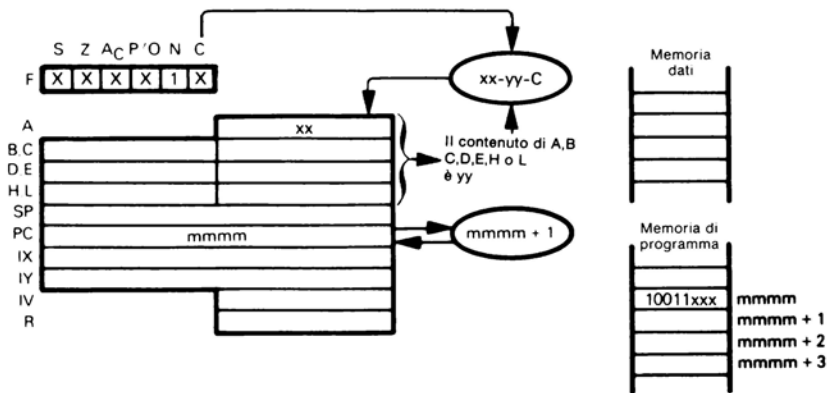 S Z AC P/O N C
F X X X X 1 X
xx-yy-C
A xx
B,C
D,E
H,L
SP
PC mmmm
IX
IY
IV
R
Il contenuto di A,B
C,D,E,H o L
è yy
mmmm + 1
Memoria
dati
Memoria di
programma
10011xxx mmmm
mmmm + 1
mmmm + 2
mmmm + 3